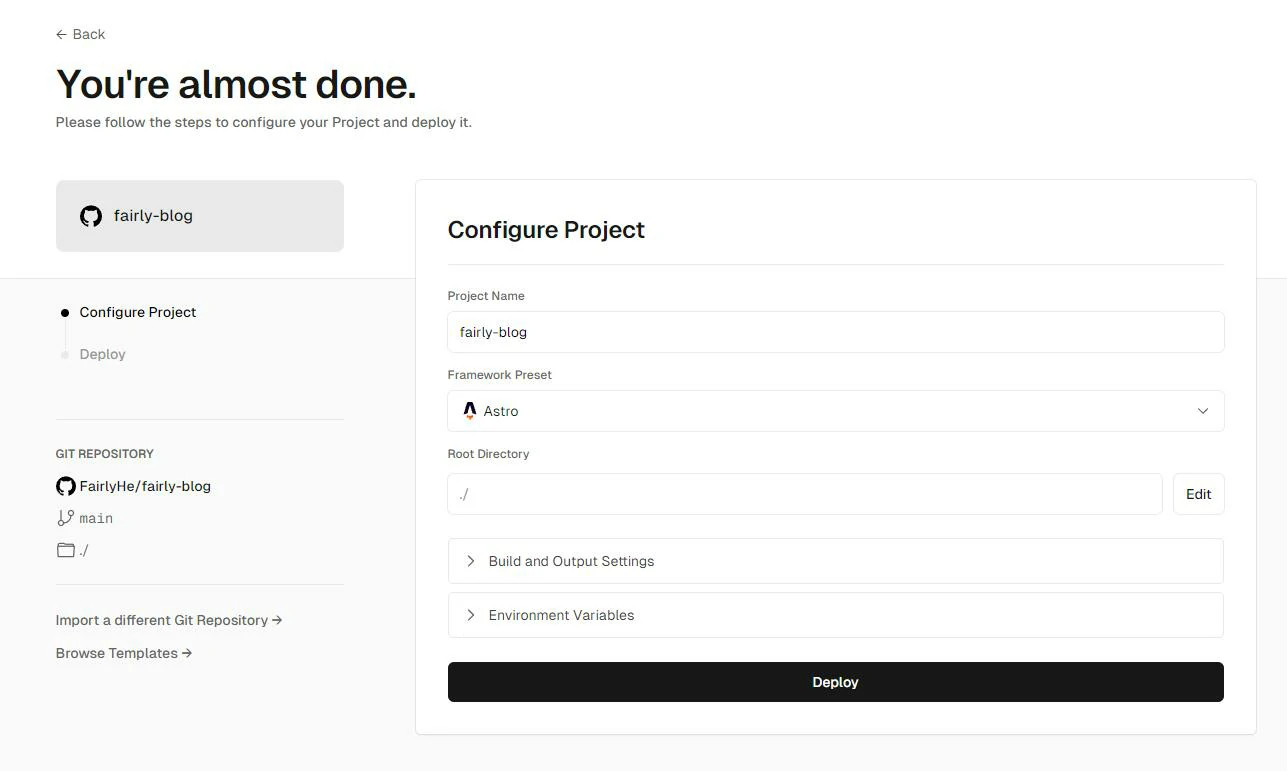 ← Back
You're almost done.
Please follow the steps to configure your Project and deploy it.
fairly-blog
Configure Project
Deploy
GIT REPOSITORY
FairlyHe/fairly-blog
main
./
Import a different Git Repository →
Browse Templates →
Configure Project
Project Name
fairly-blog
Framework Preset
Astro
Root Directory
./
Edit
Build and Output Settings
Environment Variables
Deploy